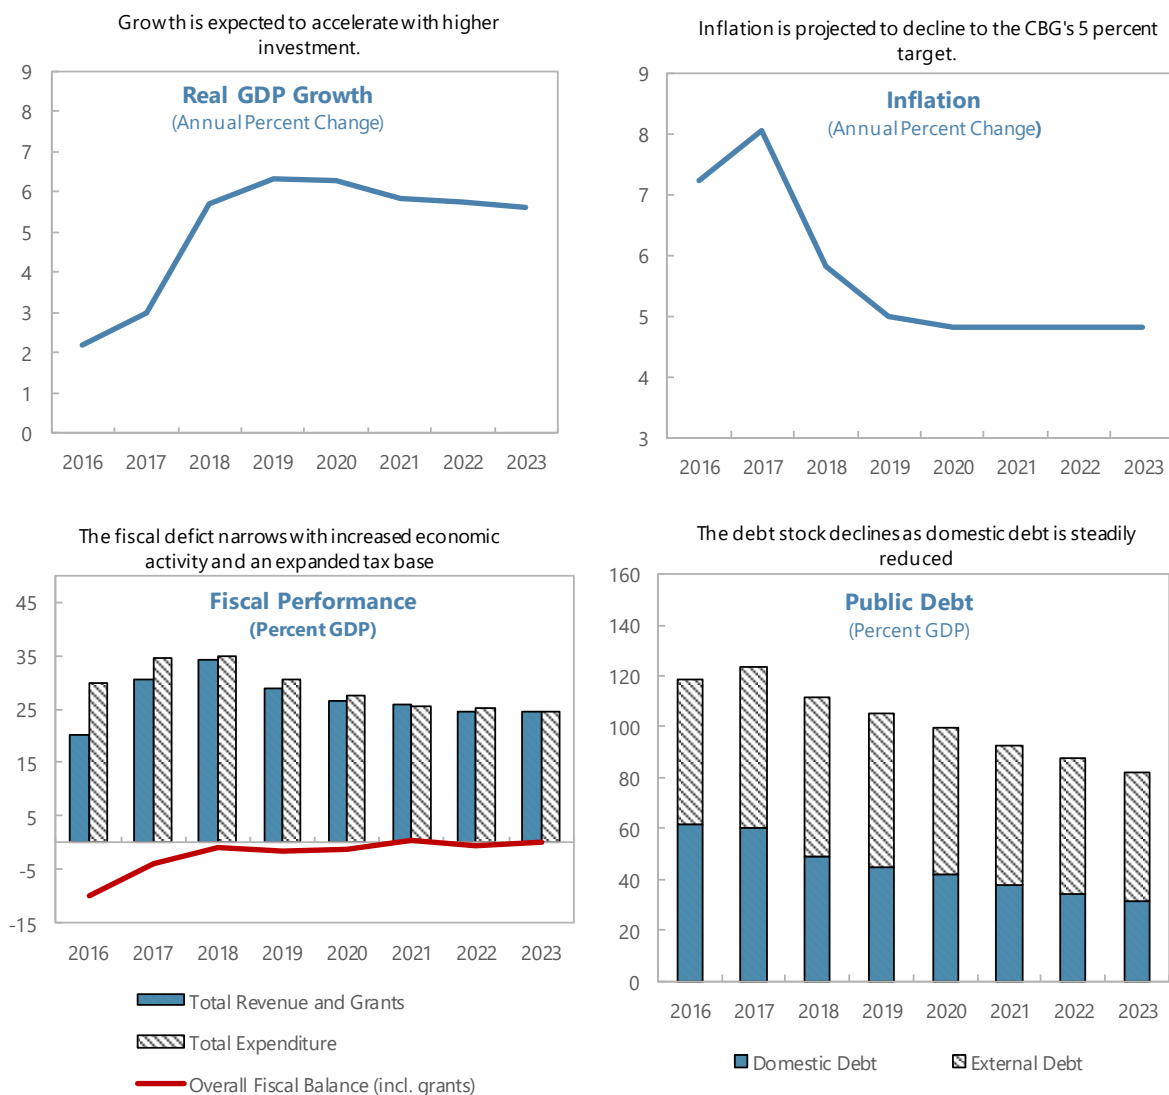 Growth is expected to accelerate with higher
investment.
Real GDP Growth
(Annual Percent Change)
9
8
7
6
5
4
3
2
1
0
2016 2017 2018 2019 2020 2021 2022 2023
Inflation is projected to decline to the CBG's 5 percent
target.
Inflation
(Annual Percent Change)
9
8
7
6
5
4
3
2016 2017 2018 2019 2020 2021 2022 2023
The fiscal defict narrows with increased economic
activity and an expanded tax base
Fiscal Performance
(Percent GDP)
45
35
25
15
5
-5
-15
2016 2017 2018 2019 2020 2021 2022 2023
Total Revenue and Grants
Total Expenditure
Overall Fiscal Balance (incl. grants)
The debt stock declines as domestic debt is steadily
reduced
Public Debt
(Percent GDP)
160
140
120
100
80
60
40
20
0
2016 2017 2018 2019 2020 2021 2022 2023
Domestic Debt External Debt